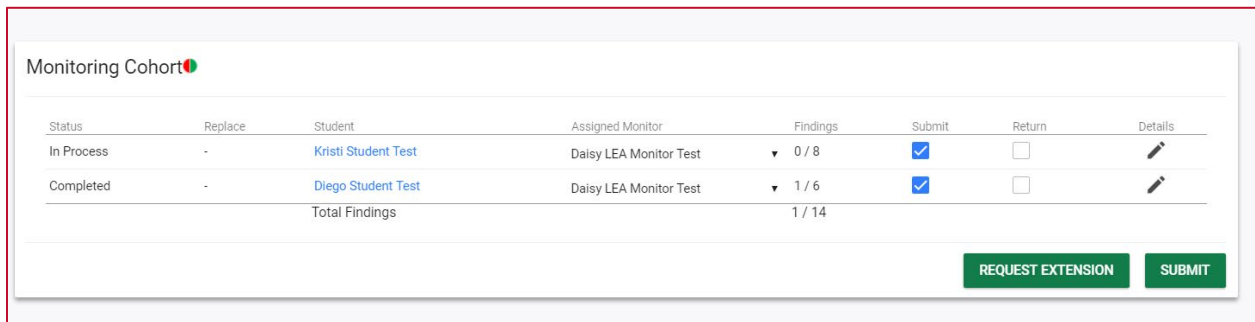 Monitoring Cohort
Status Replace Student Assigned Monitor Findings Submit Return Details
In Process - Kristi Student Test Daisy LEA Monitor Test 0 / 8
Completed - Diego Student Test Daisy LEA Monitor Test 1 / 6
Total Findings 1 / 14
REQUEST EXTENSION SUBMIT